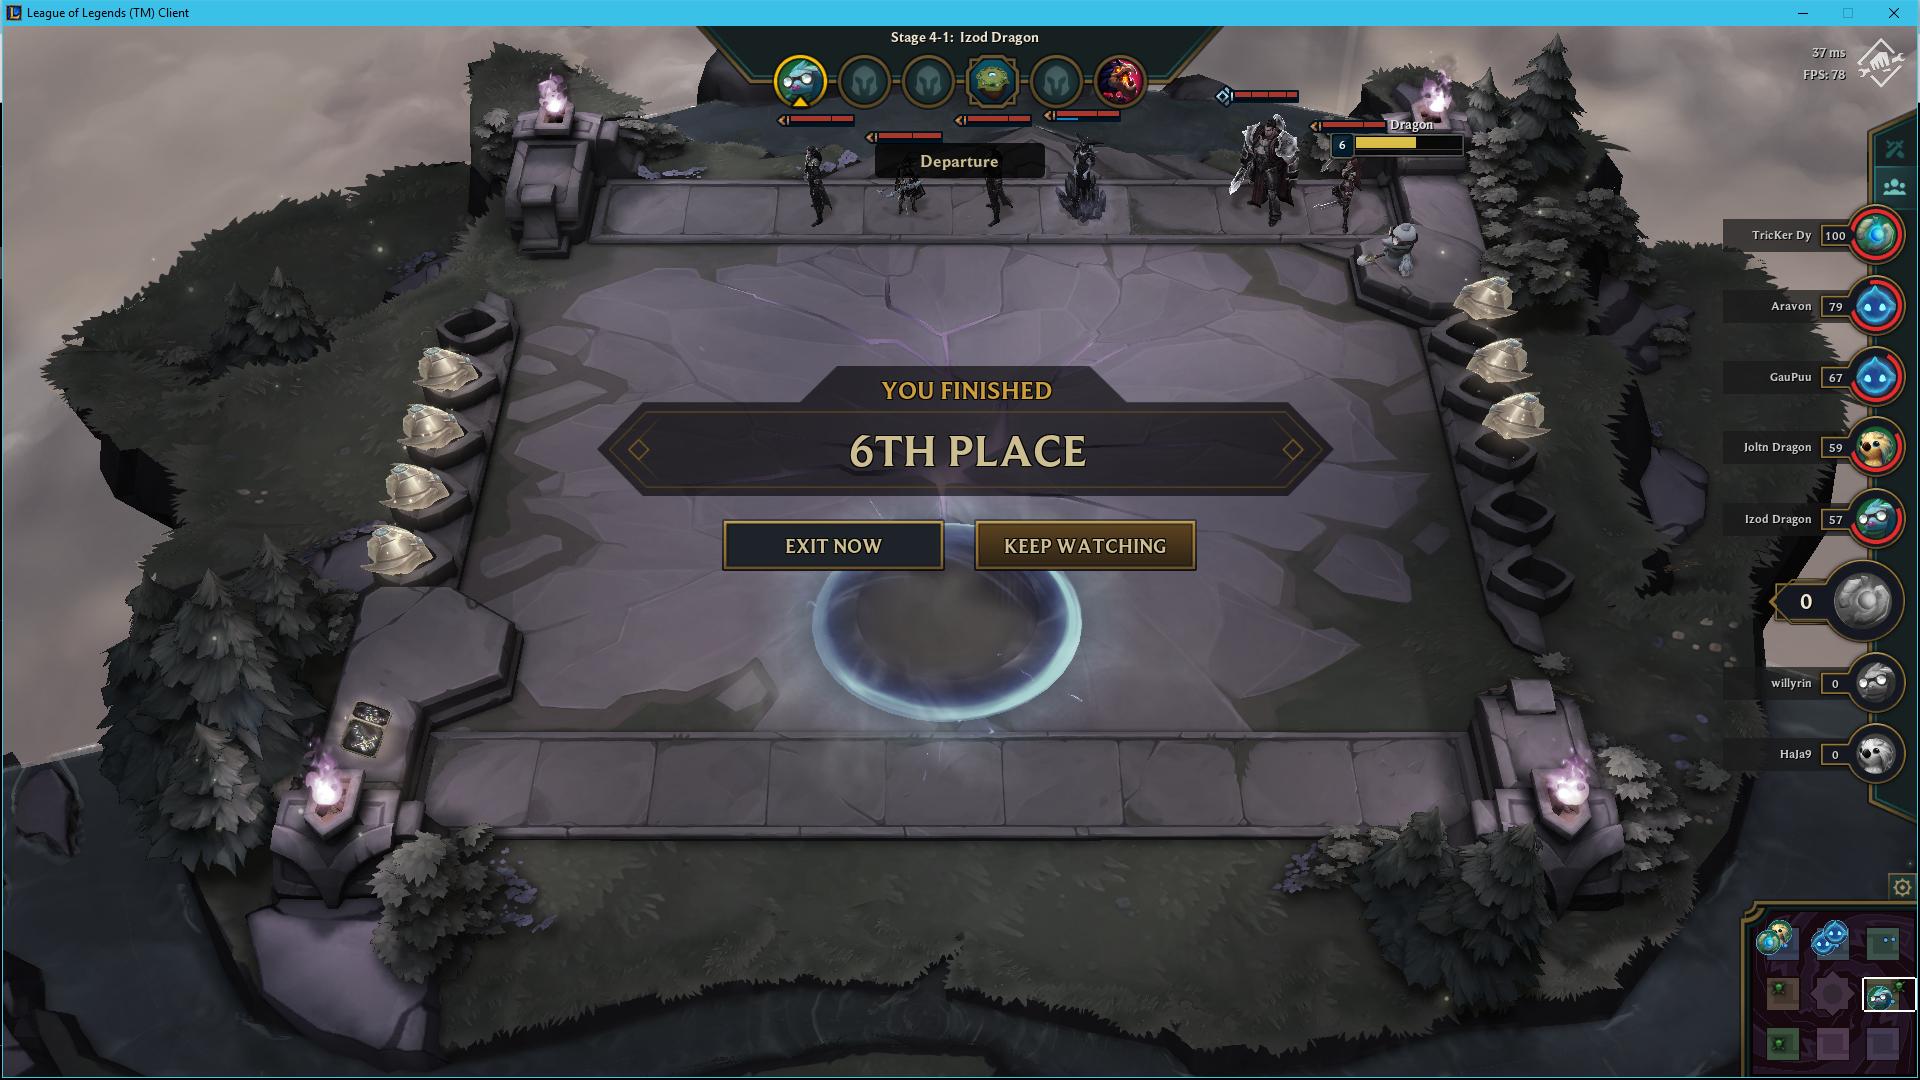 League of Legends (TM) Client
Stage 4-1: Izod Dragon
37 ms
FPS: 78
Departure
Dragon
6
TricKer Dy 100
Aravon 79
GauPuu 67
YOU FINISHED
6TH PLACE
Joltn Dragon 59
Izod Dragon 57
EXIT NOW
KEEP WATCHING
0
willyrin 0
HaJa9 0